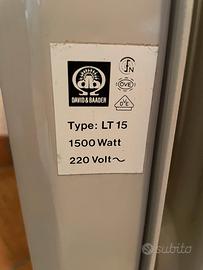 DAVID & BAADER
N
ÖVE
Type: LT 15
1500 Watt
220 Volt~
subito